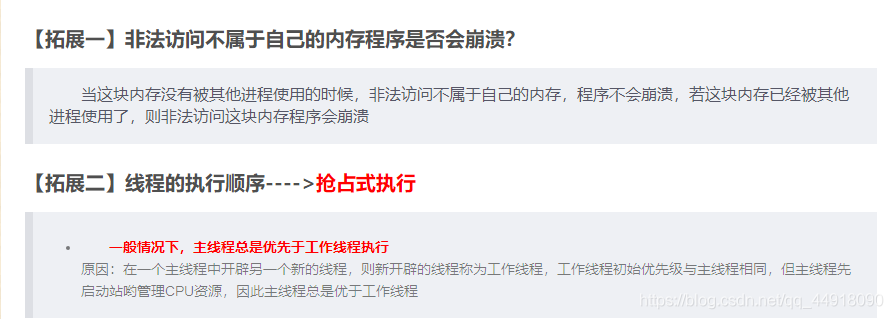 【拓展一】非法访问不属于自己的内存程序是否会崩溃?
当这块内存没有被其他进程使用的时候，非法访问不属于自己的内存，程序不会崩溃，若这块内存已经被其他
进程使用了，则非法访问这块内存程序会崩溃
【拓展二】线程的执行顺序---->抢占式执行
一般情况下，主线程总是优先于工作线程执行
原因：在一个主线程中开辟另一个新的线程，则新开辟的线程称为工作线程，工作线程初始优先级与主线程相同，但主线程先
启动站哟管理CPU资源，因此主线程总是优于工作线程
https://blog.csdn.net/qq_44918090